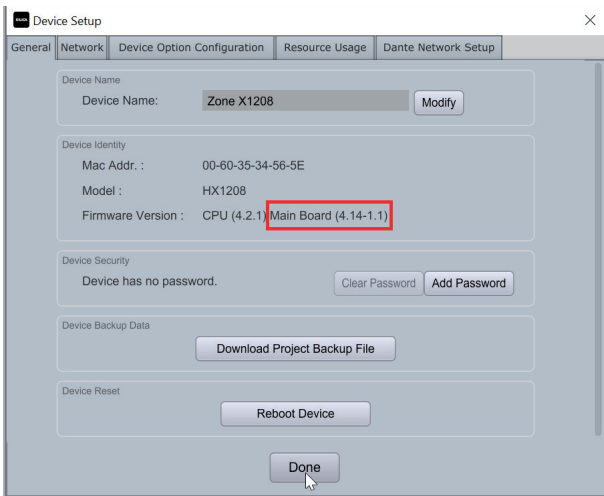 Device Setup
General Network Device Option Configuration Resource Usage Dante Network Setup
Device Name
Device Name: Zone X1208 Modify
Device Identity
Mac Addr. : 00-60-35-34-56-5E
Model : HX1208
Firmware Version : CPU (4.2.1) Main Board (4.14-1.1)
Device Security
Device has no password. Clear Password Add Password
Device Backup Data
Download Project Backup File
Device Reset
Reboot Device
Done